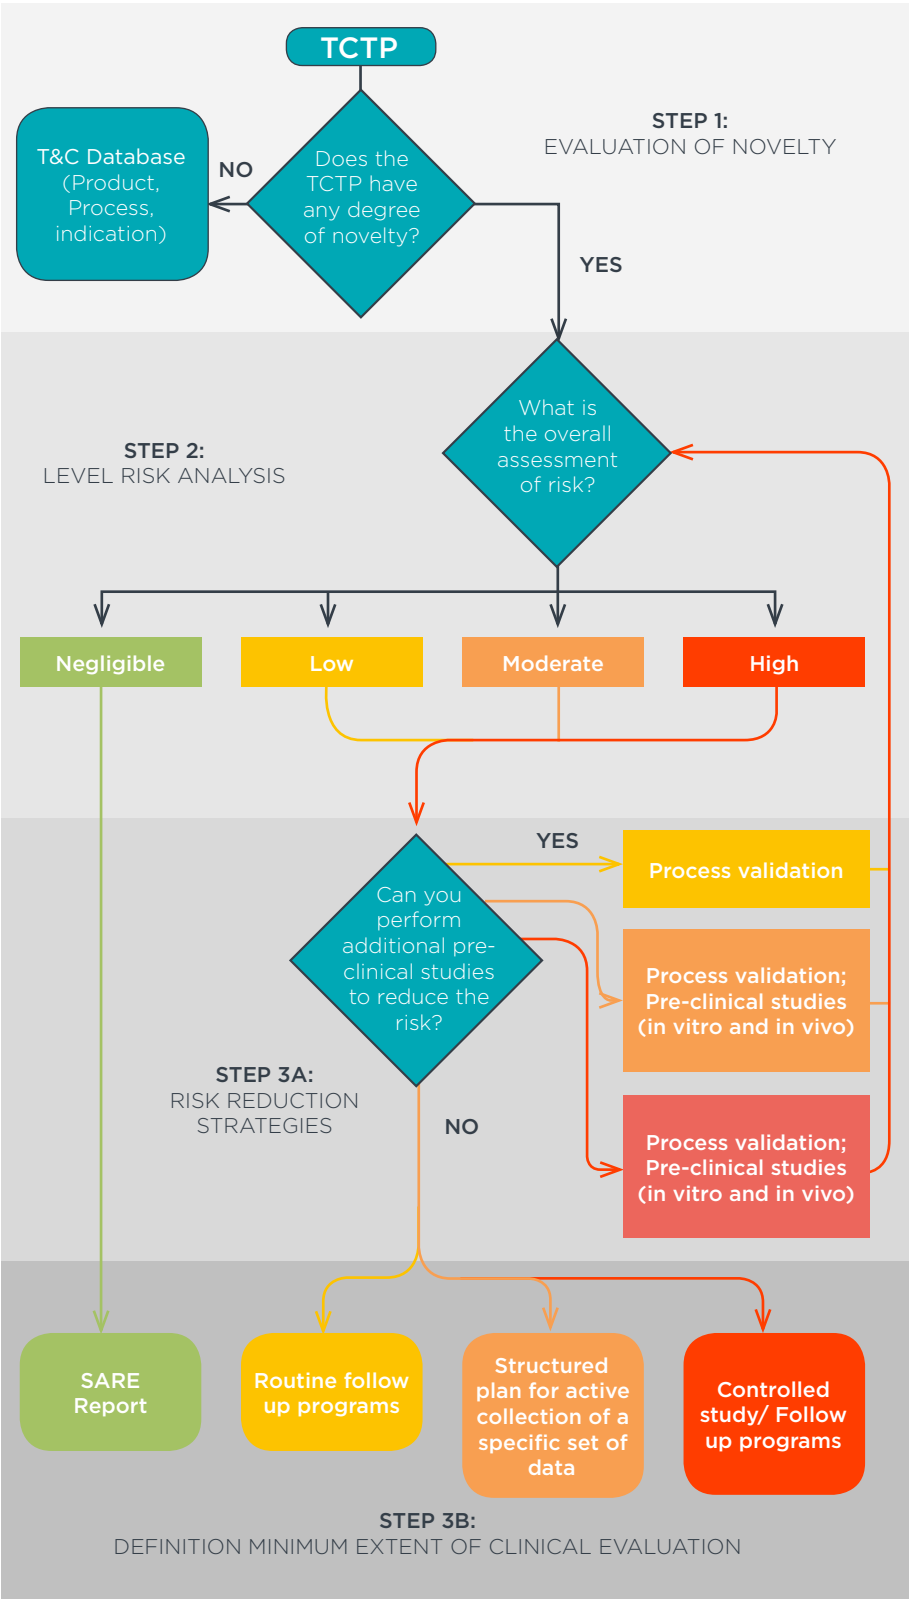 TCTP
STEP 1:
EVALUATION OF NOVELTY
T&C Database
(Product,
Process,
indication)
NO
Does the
TCTP have
any degree
of novelty?
YES
STEP 2:
LEVEL RISK ANALYSIS
What is
the overall
assessment
of risk?
Negligible
Low
Moderate
High
Can you
perform
additional pre-
clinical studies
to reduce the
risk?
YES
Process validation
Process validation;
Pre-clinical studies
(in vitro and in vivo)
Process validation;
Pre-clinical studies
(in vitro and in vivo)
STEP 3A:
RISK REDUCTION
STRATEGIES
NO
SARE
Report
Routine follow
up programs
Structured
plan for active
collection of a
specific set of
data
Controlled
study/ Follow
up programs
STEP 3B:
DEFINITION MINIMUM EXTENT OF CLINICAL EVALUATION